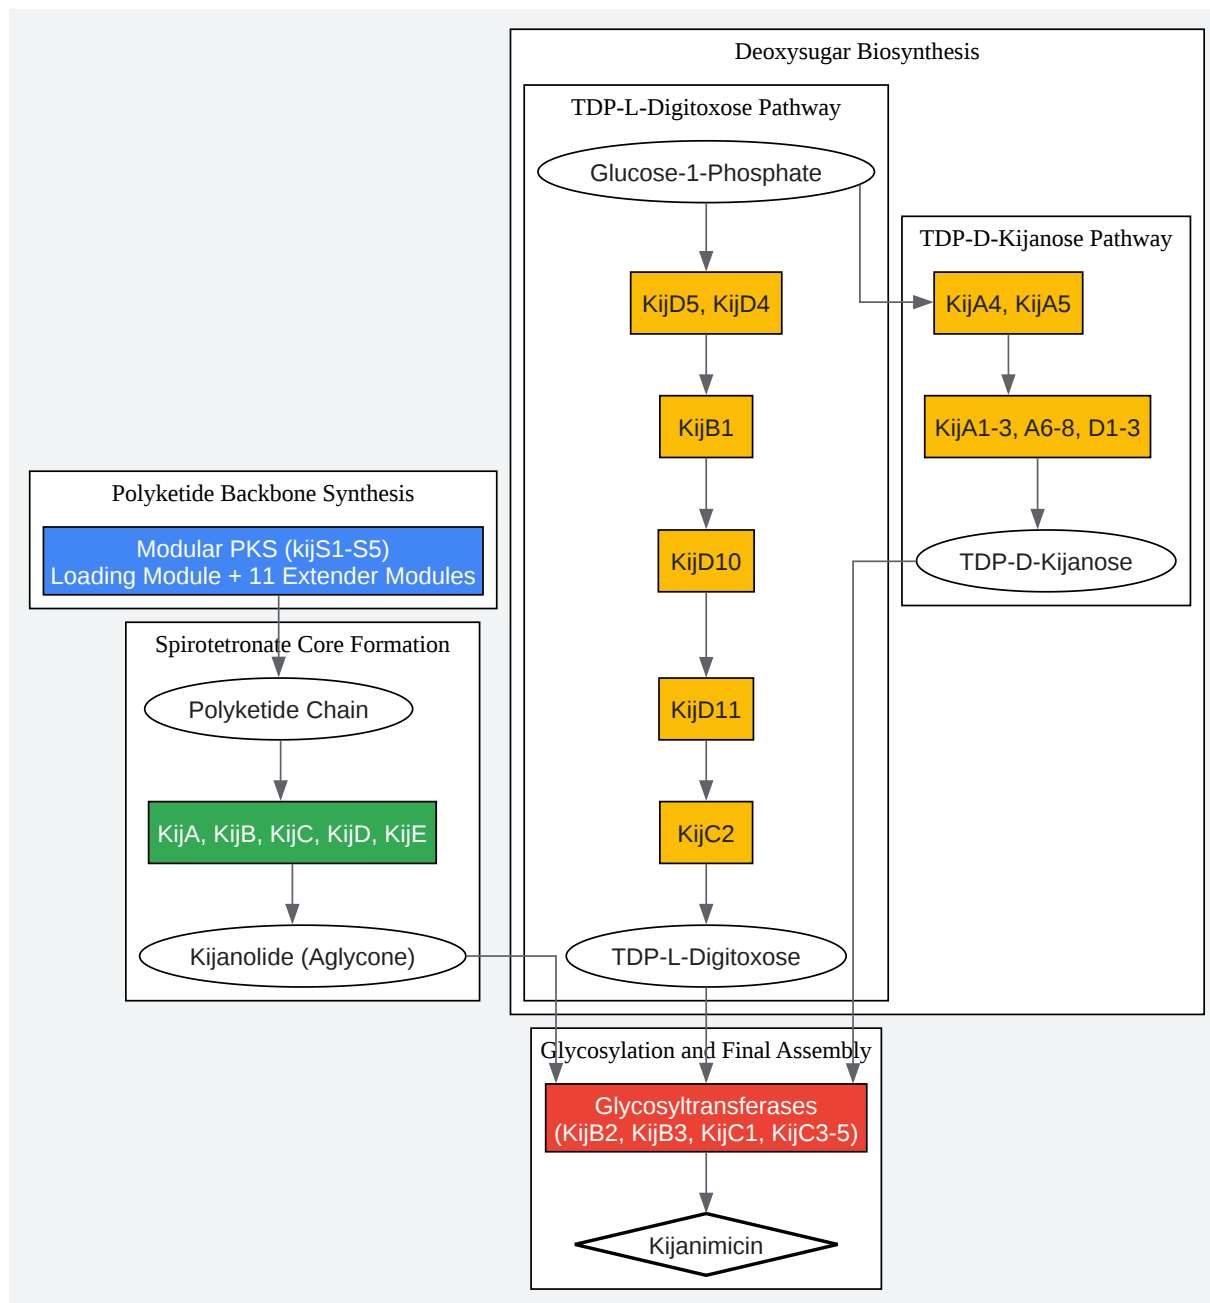 Deoxysugar Biosynthesis
TDP-L-Digitoxose Pathway
Glucose-1-Phosphate
TDP-D-Kijanose Pathway
KijD5, KijD4
KijA4, KijA5
KijB1
KijA1-3, A6-8, D1-3
Polyketide Backbone Synthesis
Modular PKS (kijS1-S5)
Loading Module + 11 Extender Modules
KijD10
TDP-D-Kijanose
Spirotetronate Core Formation
Polyketide Chain
KijD11
KijA, KijB, KijC, KijD, KijE
KijC2
Kijanolide (Aglycone)
TDP-L-Digitoxose
Glycosylation and Final Assembly
Glycosyltransferases
(KijB2, KijB3, KijC1, KijC3-5)
Kijanimicin